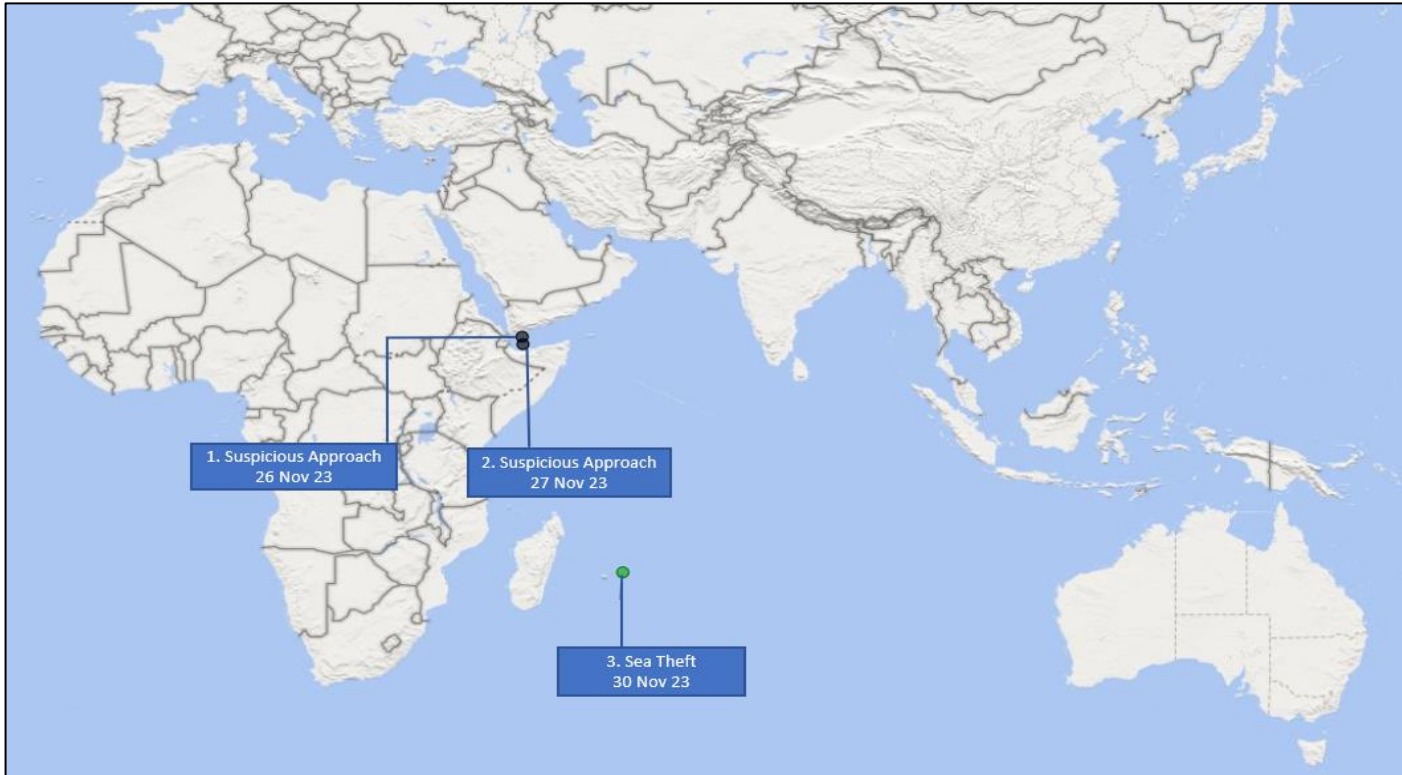 1. Suspicious Approach
26 Nov 23
2. Suspicious Approach
27 Nov 23
3. Sea Theft
30 Nov 23